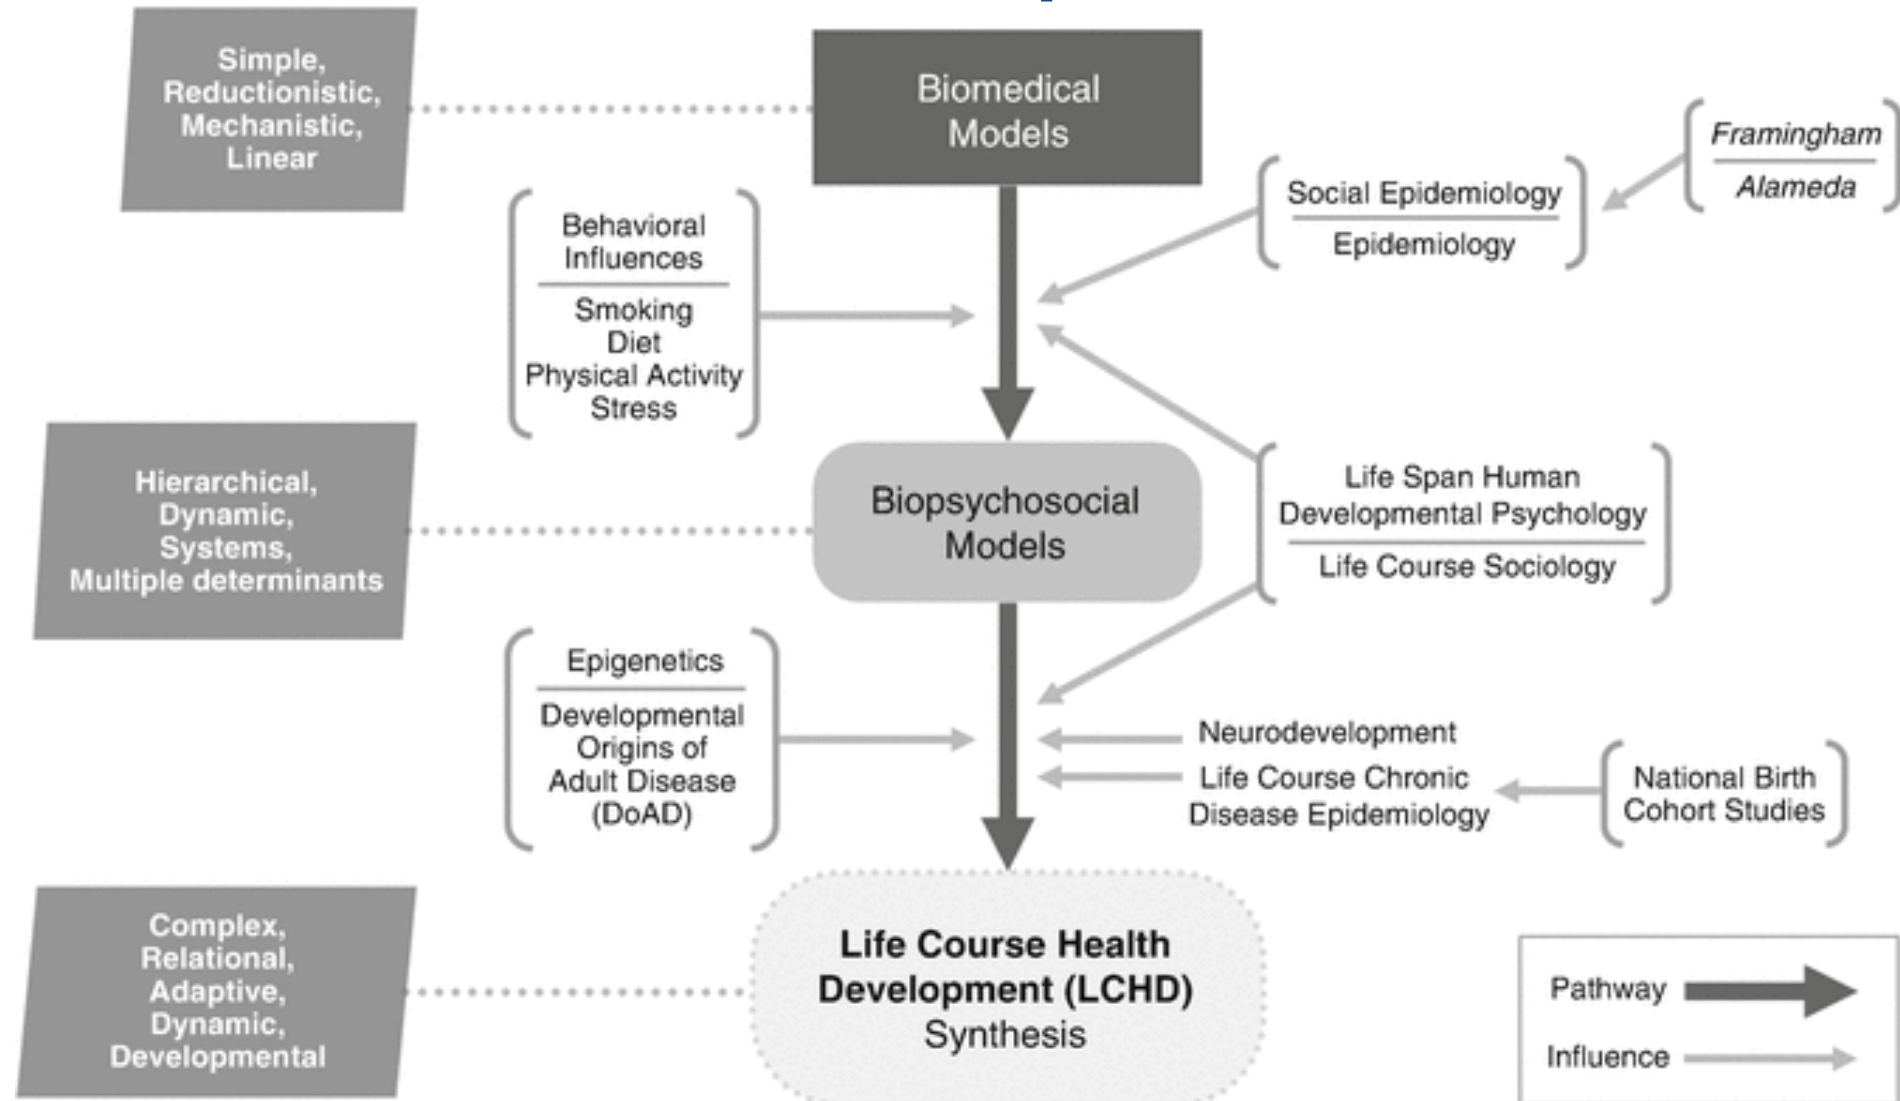 Simple,
Reductionistic,
Mechanistic,
Linear
Biomedical
Models
Framingham
Alameda
Social Epidemiology
Epidemiology
Behavioral
Influences
Smoking
Diet
Physical Activity
Stress
Hierarchical,
Dynamic,
Systems,
Multiple determinants
Biopsychosocial
Models
Life Span Human
Developmental Psychology
Life Course Sociology
Epigenetics
Developmental
Origins of
Adult Disease
(DoAD)
Neurodevelopment
Life Course Chronic
Disease Epidemiology
National Birth
Cohort Studies
Complex,
Relational,
Adaptive,
Dynamic,
Developmental
Life Course Health
Development (LCHD)
Synthesis
Pathway
Influence